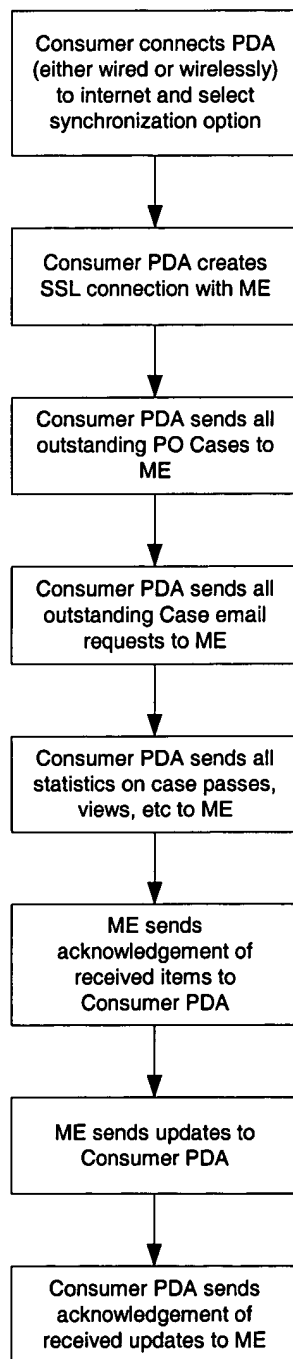 Consumer connects PDA
(either wired or wirelessly)
to internet and select
synchronization option
Consumer PDA creates
SSL connection with ME
Consumer PDA sends all
outstanding PO Cases to
ME
Consumer PDA sends all
outstanding Case email
requests to ME
Consumer PDA sends all
statistics on case passes,
views, etc to ME
ME sends
acknowledgement of
received items to
Consumer PDA
ME sends updates to
Consumer PDA
Consumer PDA sends
acknowledgement of
received updates to ME